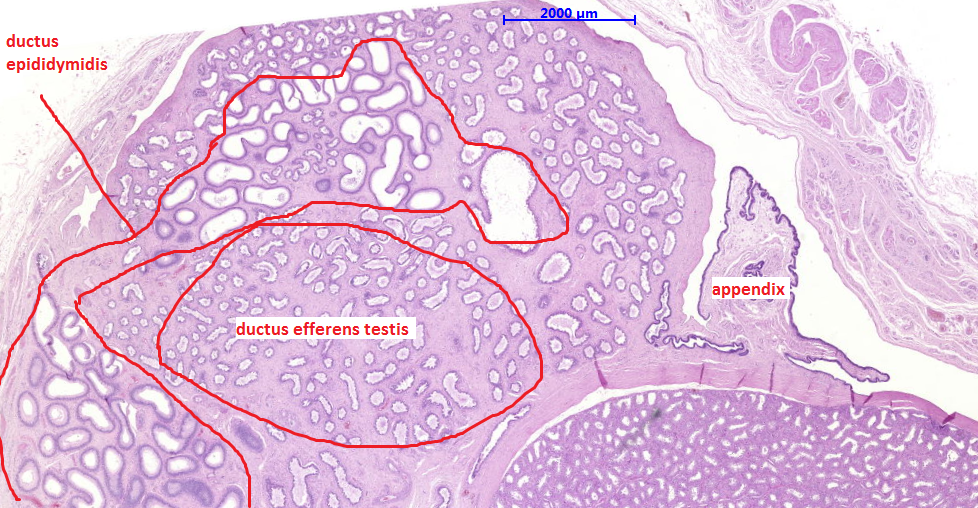 2000 µm
ductus
epididymidis
appendix
ductus efferens testis